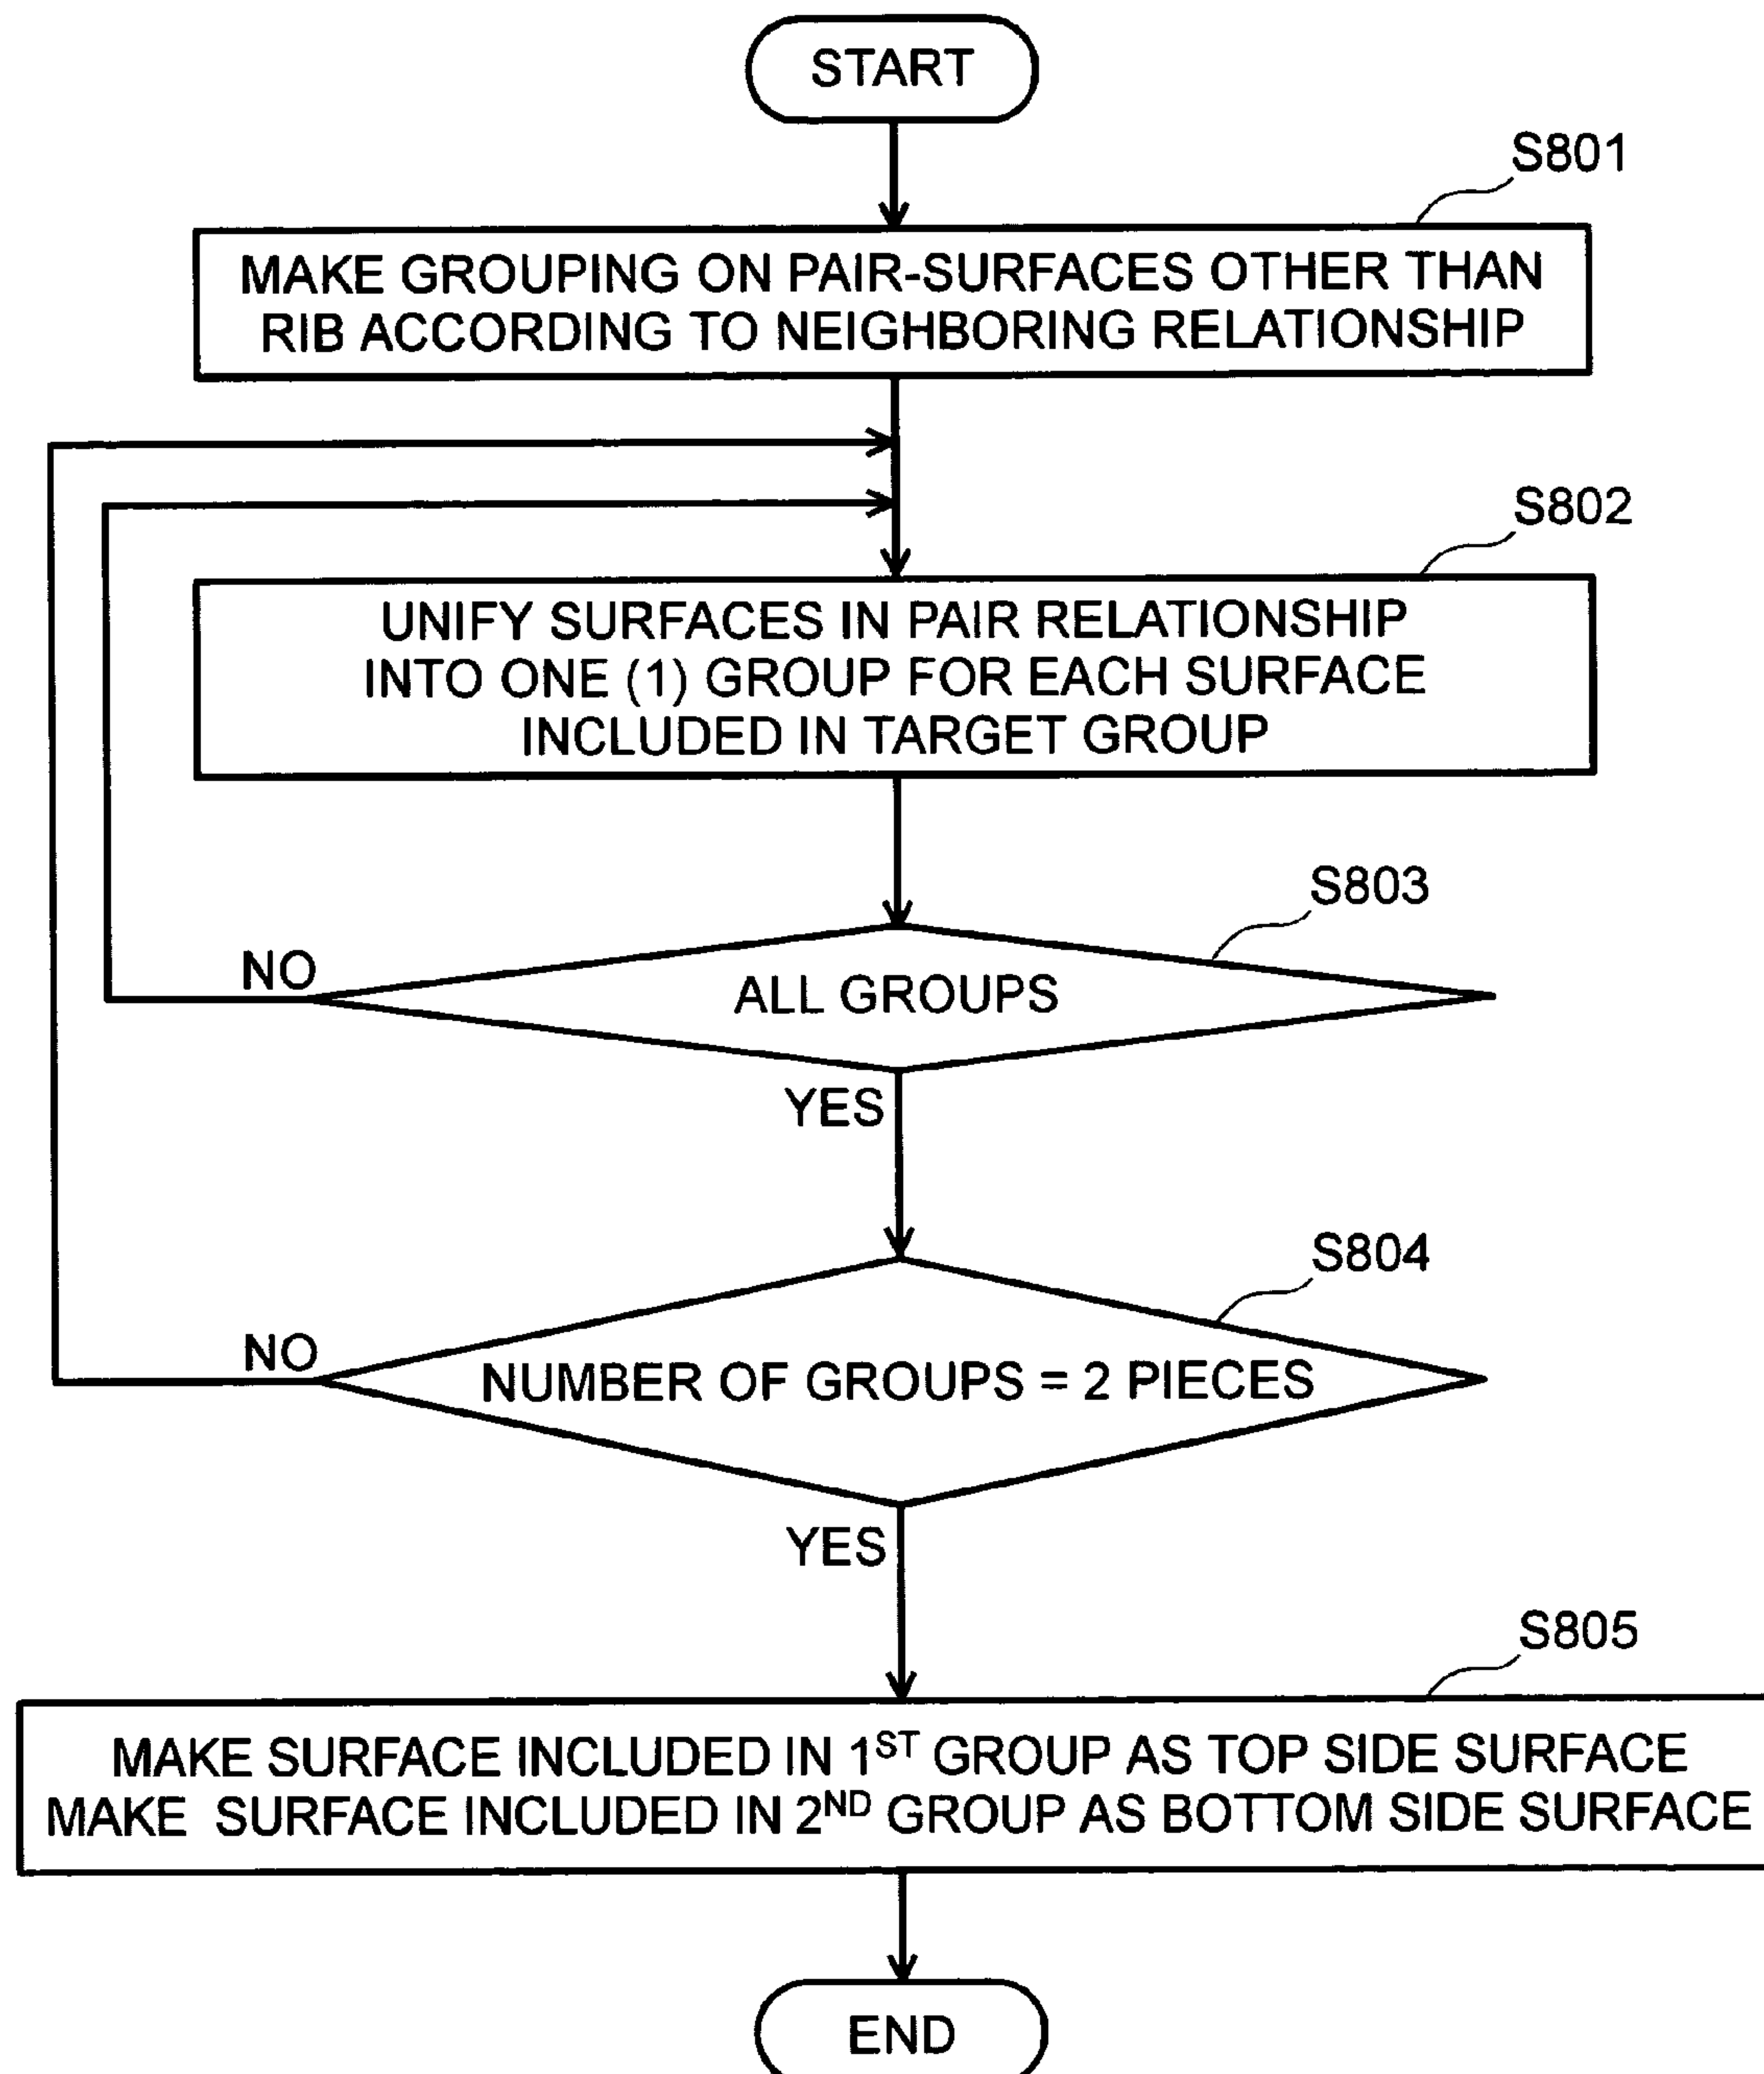 START
S801
MAKE GROUPING ON PAIR-SURFACES OTHER THAN
RIB ACCORDING TO NEIGHBORING RELATIONSHIP
S802
UNIFY SURFACES IN PAIR RELATIONSHIP
INTO ONE (1) GROUP FOR EACH SURFACE
INCLUDED IN TARGET GROUP
S803
NO
ALL GROUPS
YES
S804
NO
NUMBER OF GROUPS = 2 PIECES
YES
S805
MAKE SURFACE INCLUDED IN 1ST GROUP AS TOP SIDE SURFACE
MAKE SURFACE INCLUDED IN 2ND GROUP AS BOTTOM SIDE SURFACE
END